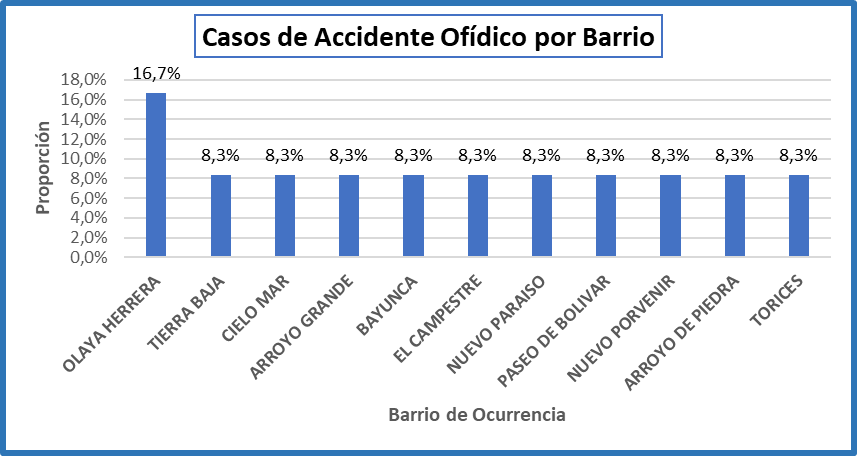 Casos de Accidente Ofídico por Barrio
Proporción
18,0%
16,0%
14,0%
12,0%
10,0%
8,0%
6,0%
4,0%
2,0%
0,0%
16,7%
8,3%
8,3%
8,3%
8,3%
8,3%
8,3%
8,3%
8,3%
8,3%
8,3%
OLAYA HERRERA
TIERRA BAJA
CIELO MAR
ARROYO GRANDE
BAYUNCA
EL CAMPESTRE
NUEVO PARAISO
PASEO DE BOLIVAR
NUEVO PORVENIR
ARROYO DE PIEDRA
TORICES
Barrio de Ocurrencia